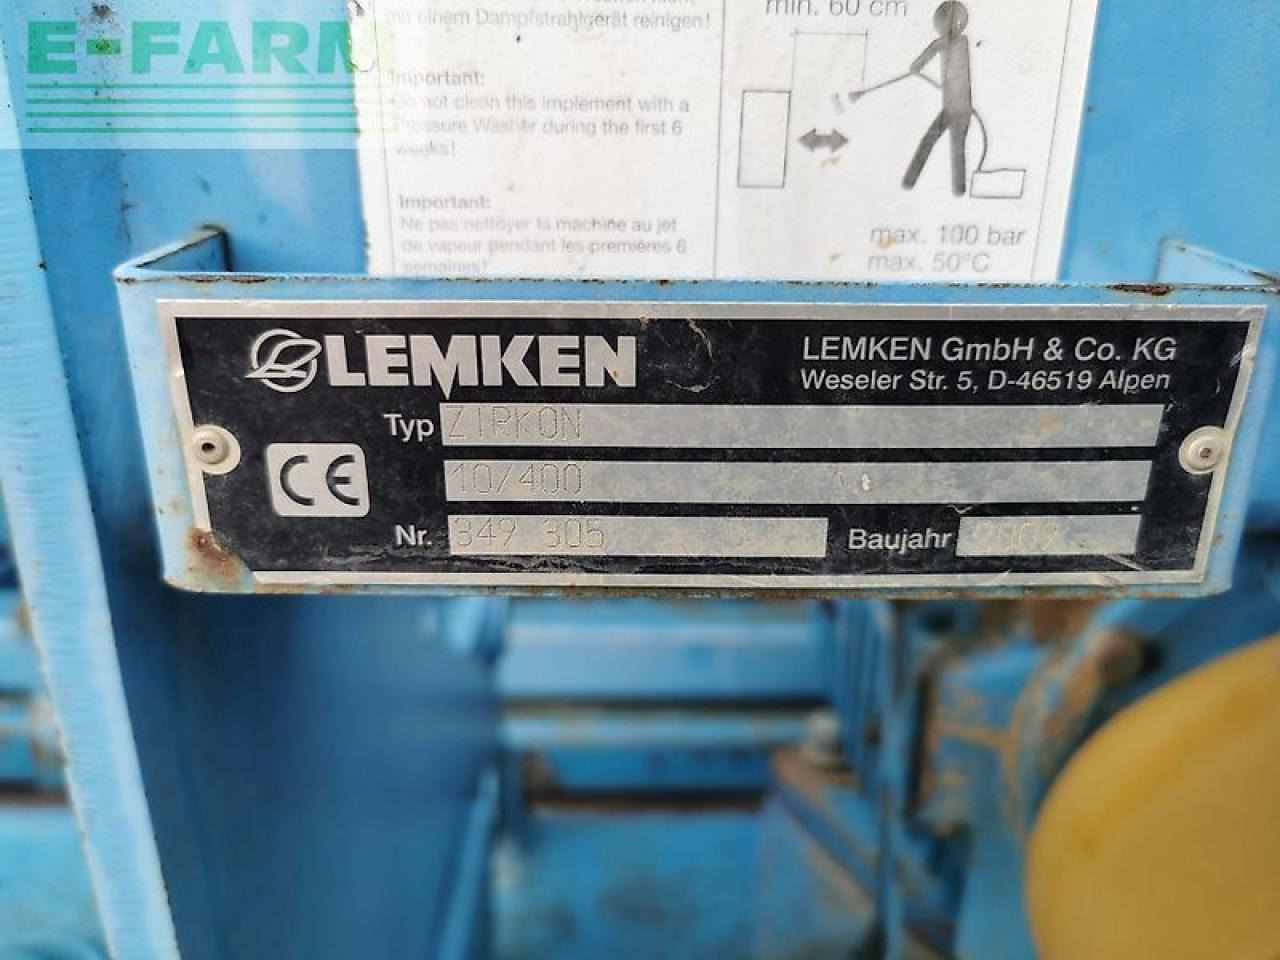 E-FARM
mit einem Dampfstrahlgerät reinigen!
Important:
Do not clean this implement with a
Pressure Washer during the first 6
weeks!
Important:
Ne pas nettoyer la machine au jet
de vapeur pendant les premières 6
semaines!
min. 60 cm
max. 100 bar
max. 50°C
LEMKEN
LEMKEN GmbH & Co. KG
Weseler Str. 5, D-46519 Alpen
Typ ZIRKON
10/400
CE
Nr. 349 305
Baujahr